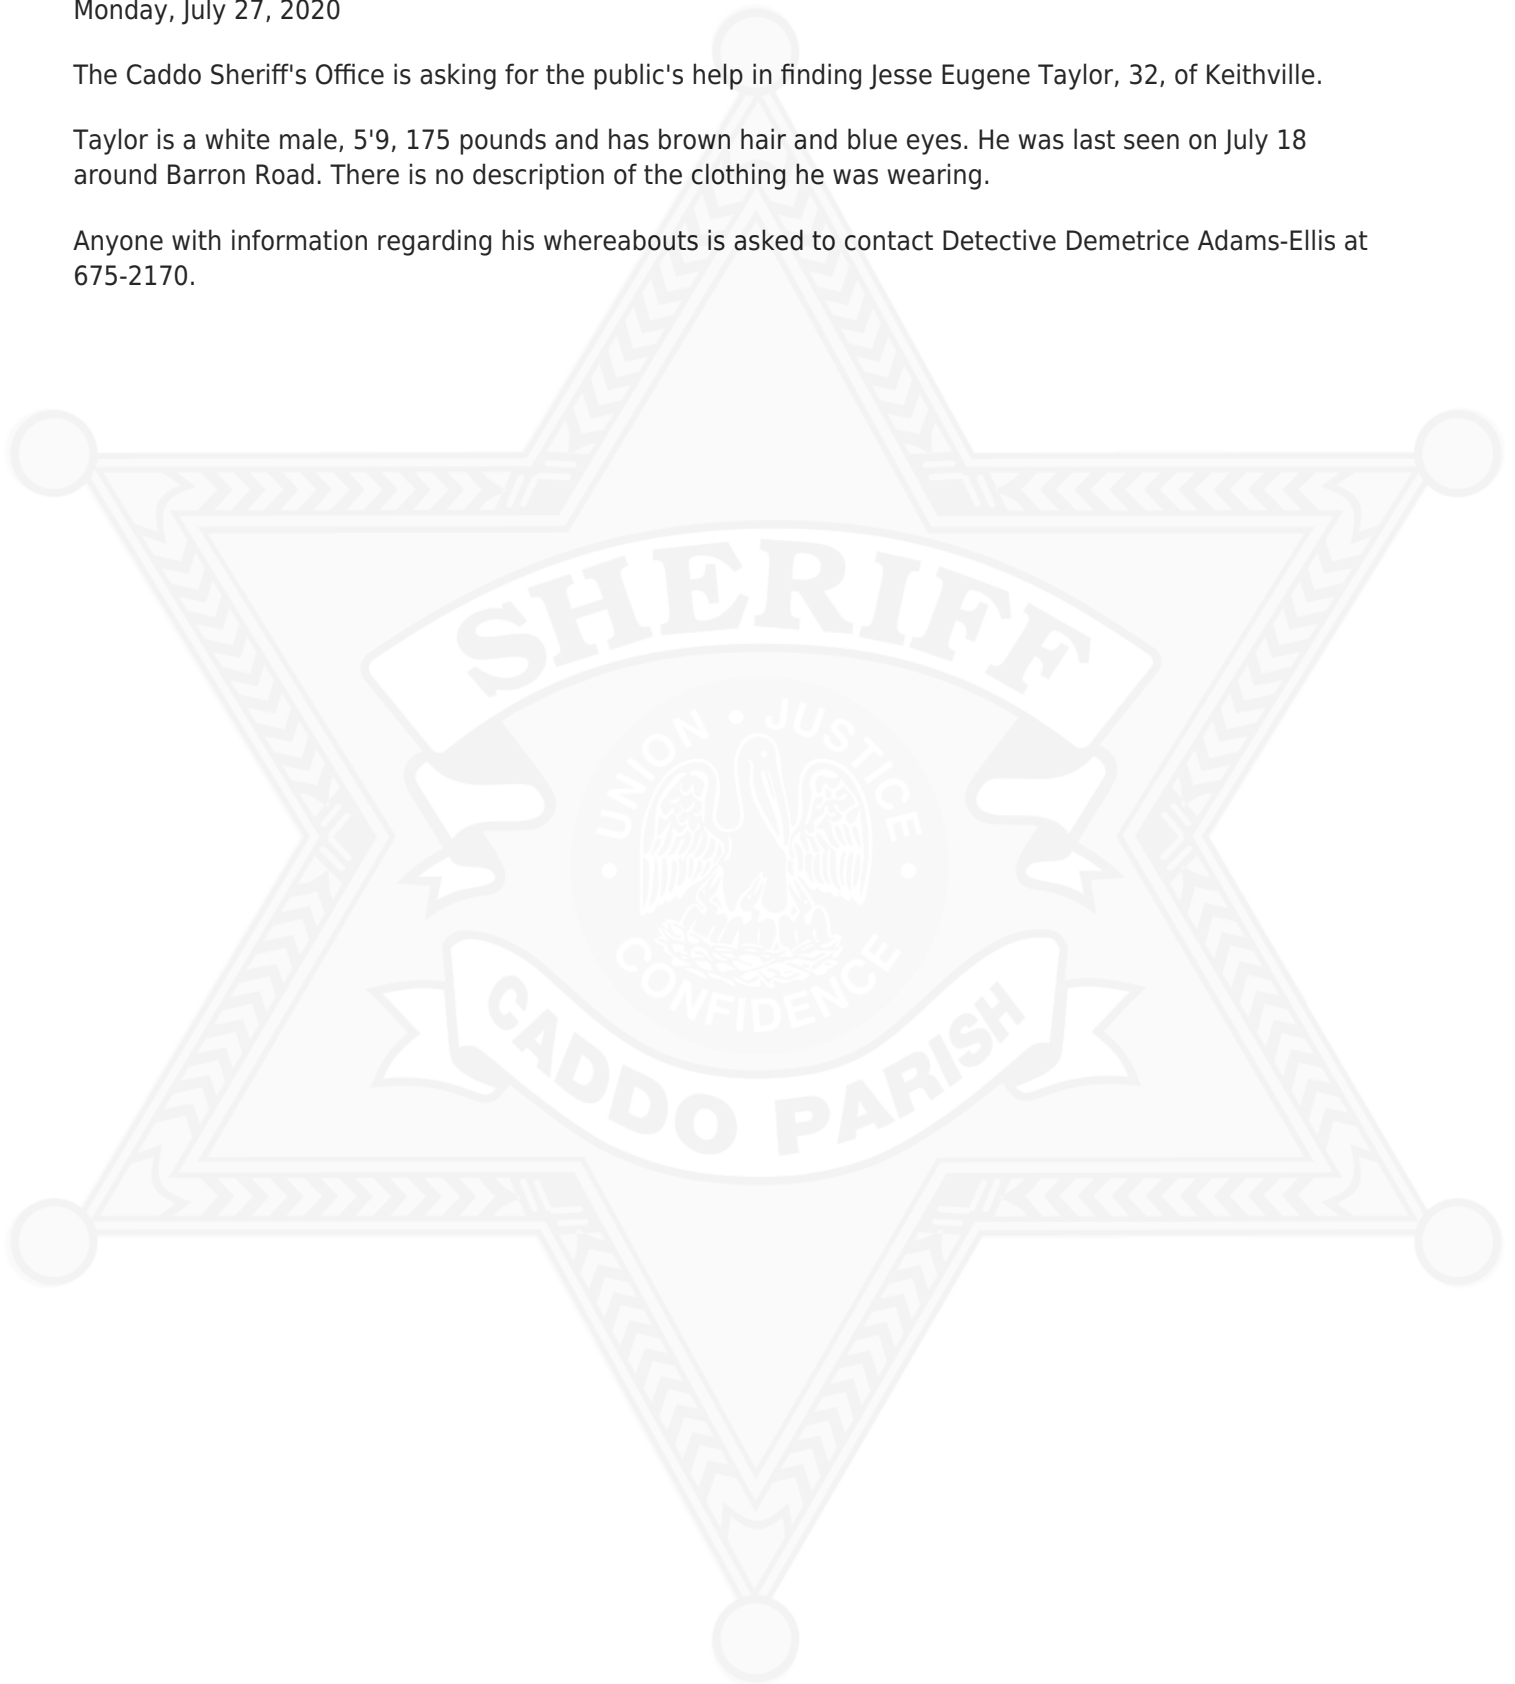 Monday, July 27, 2020
The Caddo Sheriff's Office is asking for the public's help in finding Jesse Eugene Taylor, 32, of Keithville.
Taylor is a white male, 5'9, 175 pounds and has brown hair and blue eyes. He was last seen on July 18
around Barron Road. There is no description of the clothing he was wearing.
Anyone with information regarding his whereabouts is asked to contact Detective Demetrice Adams-Ellis at
675-2170.
SHERIFF
UNION • JUSTICE
• CONFIDENCE •
CADDO PARISH